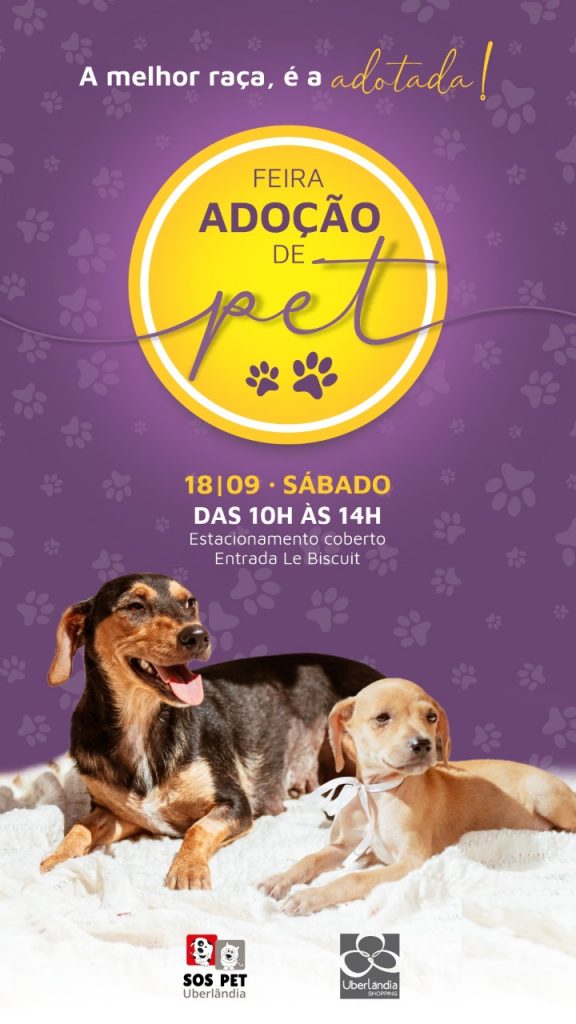 A melhor raça, é a adotada!
FEIRA
ADOÇÃO
DE
pet
18|09 • SÁBADO
DAS 10H ÀS 14H
Estacionamento coberto
Entrada Le Biscuit
SOS PET
Uberlândia
Uberlândia
SHOPPING